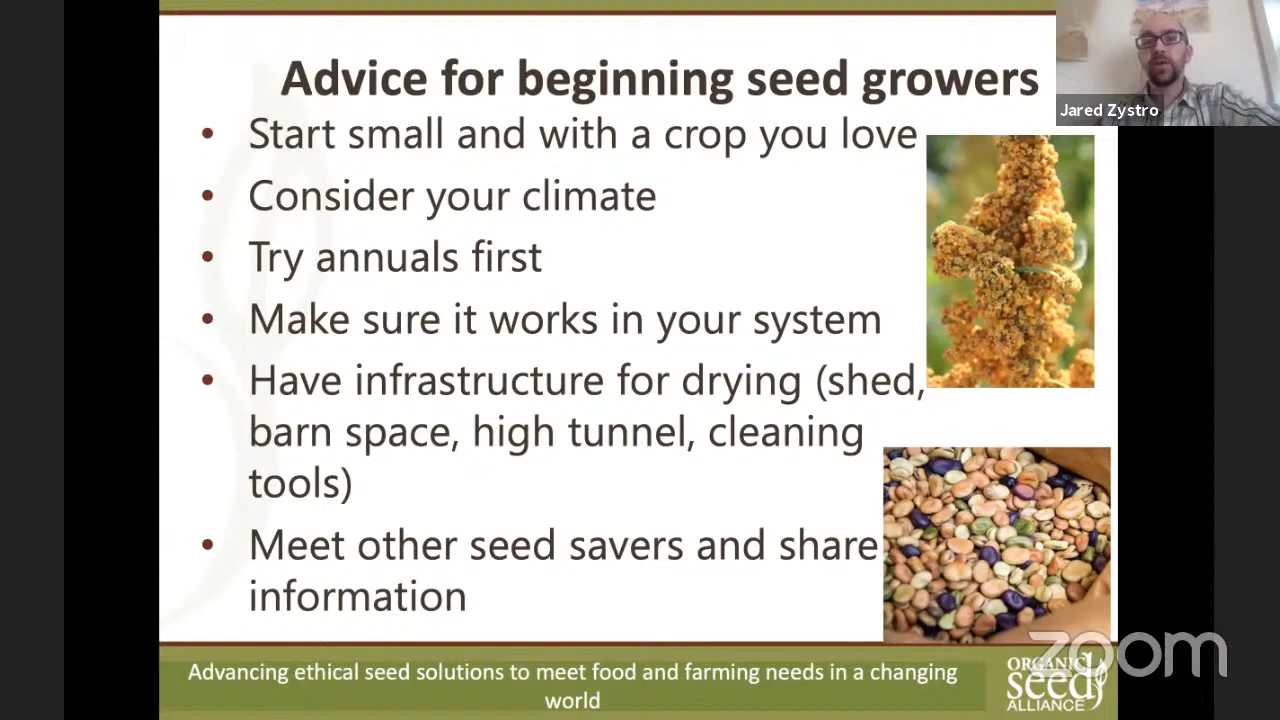 Advice for beginning seed growers
Jared Zystro
• Start small and with a crop you love
• Consider your climate
• Try annuals first
• Make sure it works in your system
• Have infrastructure for drying (shed,
barn space, high tunnel, cleaning
tools)
• Meet other seed savers and share
information
Advancing ethical seed solutions to meet food and farming needs in a changing
world
ORGANIC
seed
ALLIANCE
zoom